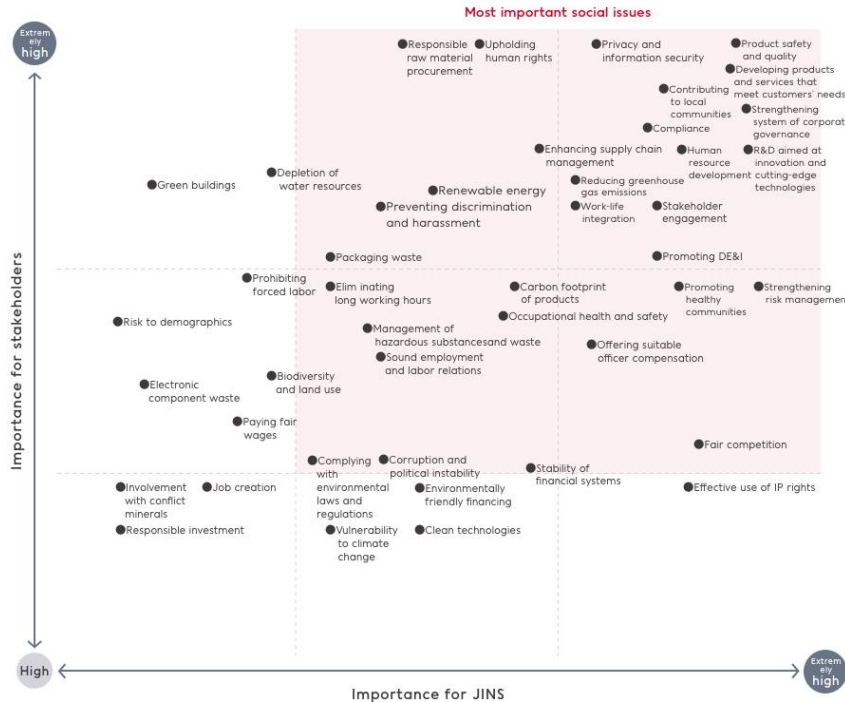 Most important social issues
Extrem
ely
high
Responsible
raw material
procurement
Upholding
human rights
Privacy and
information security
Product safety
and quality
Developing products
and services that
meet customers' needs
Contributing
to local
communities
Strengthening
system of corporat
governance
Compliance
Enhancing supply chain
management
Human
resource
development
R&D aimed at
innovation and
cutting-edge
technologies
Depletion of
water resources
Green buildings
Renewable energy
Reducing greenhouse
gas emissions
Preventing discrimination
and harassment
Work-life
integration
Stakeholder
engagement
Packaging waste
Promoting DE&I
Prohibiting
forced labor
Elim inating
long working hours
Carbon footprint
of products
Promoting
healthy
communities
Strengthening
risk management
Risk to demographics
Occupational health and safety
Management of
hazardous substancesand waste
Offering suitable
officer compensation
Sound employment
and labor relations
Biodiversity
and land use
Electronic
component waste
Paying fair
wages
Fair competition
Complying with
environmental
laws and
regulations
Corruption and
political instability
Stability of
financial systems
Involvement
with conflict
minerals
Job creation
Environmentally
friendly financing
Effective use of IP rights
Responsible investment
Vulnerability
to climate
change
Clean technologies
Importance for stakeholders
High
Extrem
ely
high
Importance for JINS